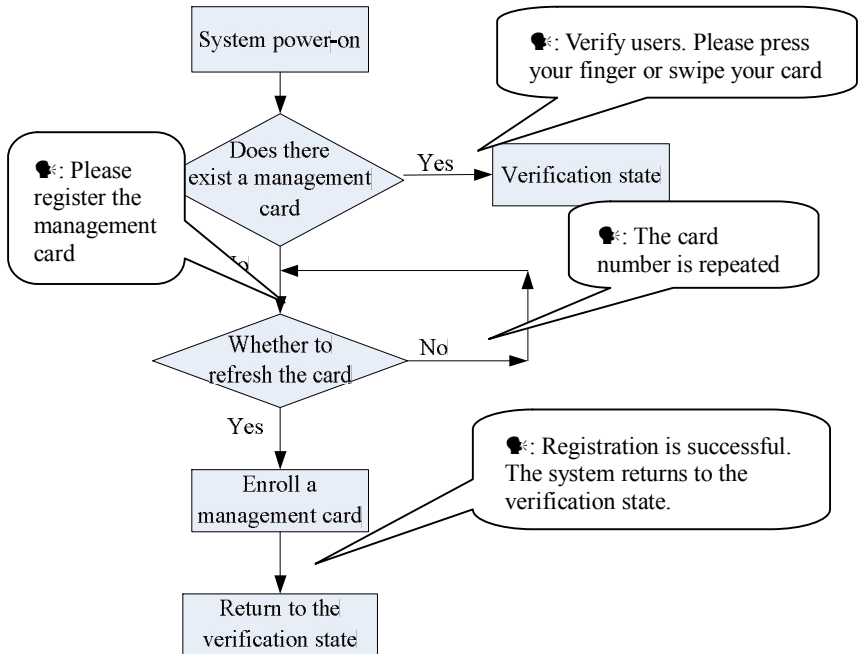 System power-on
🗣: Verify users. Please press
your finger or swipe your card
Does there
exist a management
card
Yes
Verification state
🗣: Please
register the
management
card
🗣: The card
number is repeated
Whether to
refresh the card
No
Yes
🗣: Registration is successful.
The system returns to the
verification state.
Enroll a
management card
Return to the
verification state